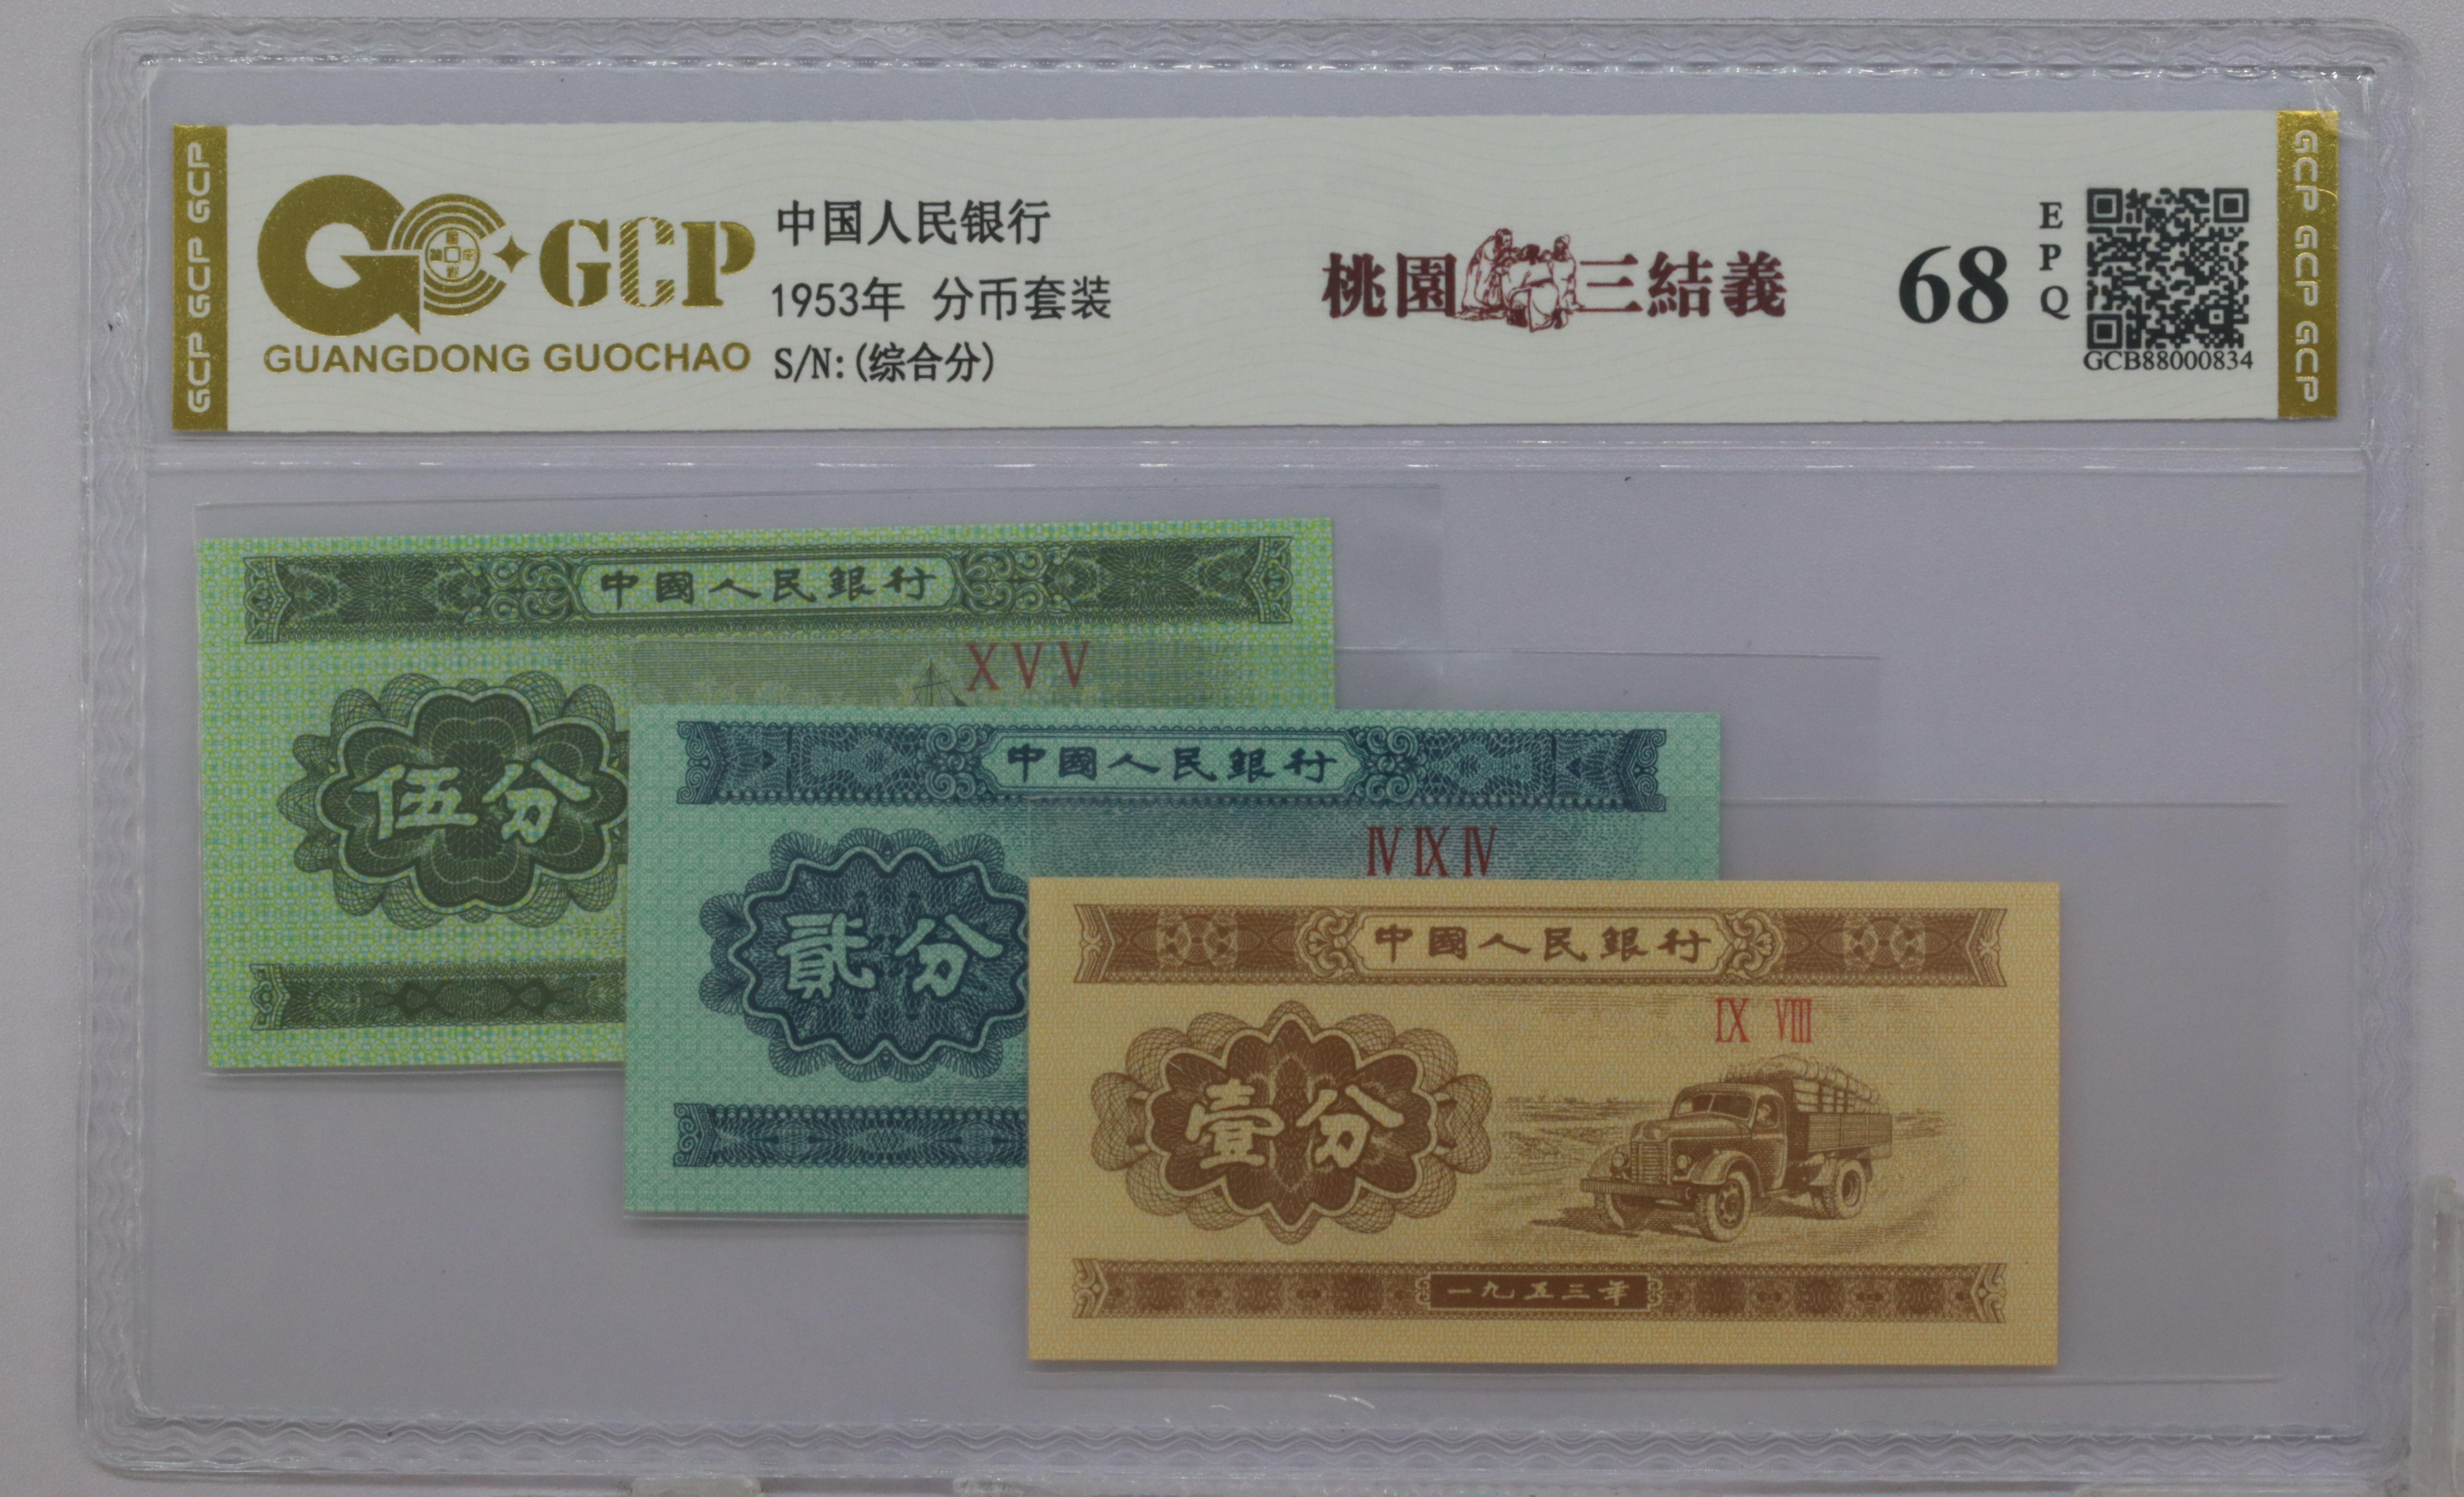 GCP GCP GCP
GCP
GUANGDONG GUOCHAO
中国人民银行
1953年 分币套装
S/N:(综合分)
桃園三結義
68
EPQ
GCB88000834
GCP GCP GCP
中國人民銀行
XVV
伍分
中國人民銀行
IV IX IV
貳分
中國人民銀行
IX VIII
壹分
一九五三年